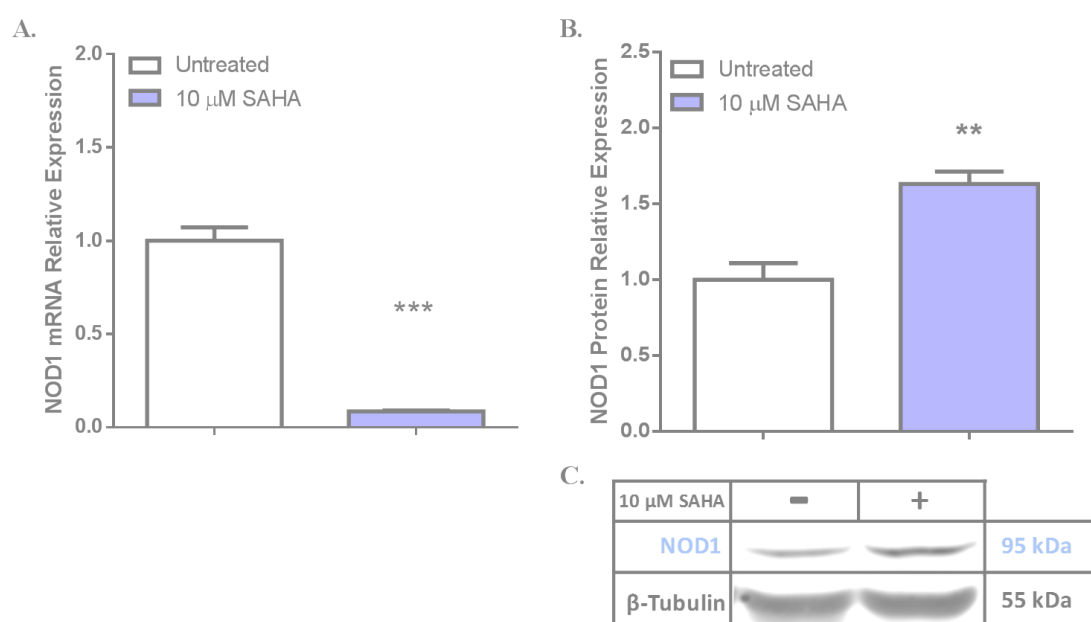 A.
NOD1 mRNA Relative Expression
2.0
1.5
1.0
0.5
0.0
Untreated
10 μM SAHA
***
B.
NOD1 Protein Relative Expression
2.5
2.0
1.5
1.0
0.5
0.0
Untreated
10 μM SAHA
**
C.
10 μM SAHA - +
NOD1 95 kDa
β-Tubulin 55 kDa